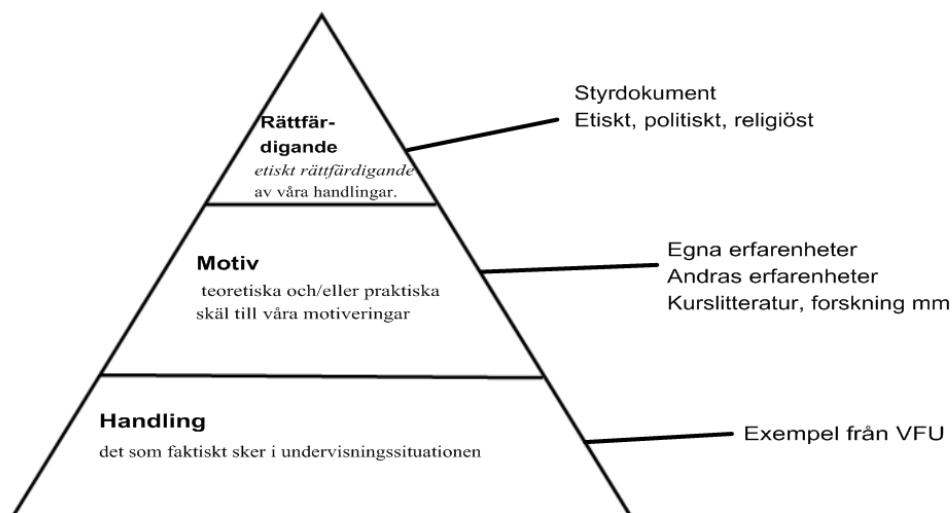 Rättfär-
digande
etiskt rättfärdigande
av våra handlingar.
Styrdokument
Etiskt, politiskt, religiöst
Motiv
teoretiska och/eller praktiska
skäl till våra motiveringar
Egna erfarenheter
Andras erfarenheter
Kurslitteratur, forskning mm
Handling
det som faktiskt sker i undervisningssituationen
Exempel från VFU